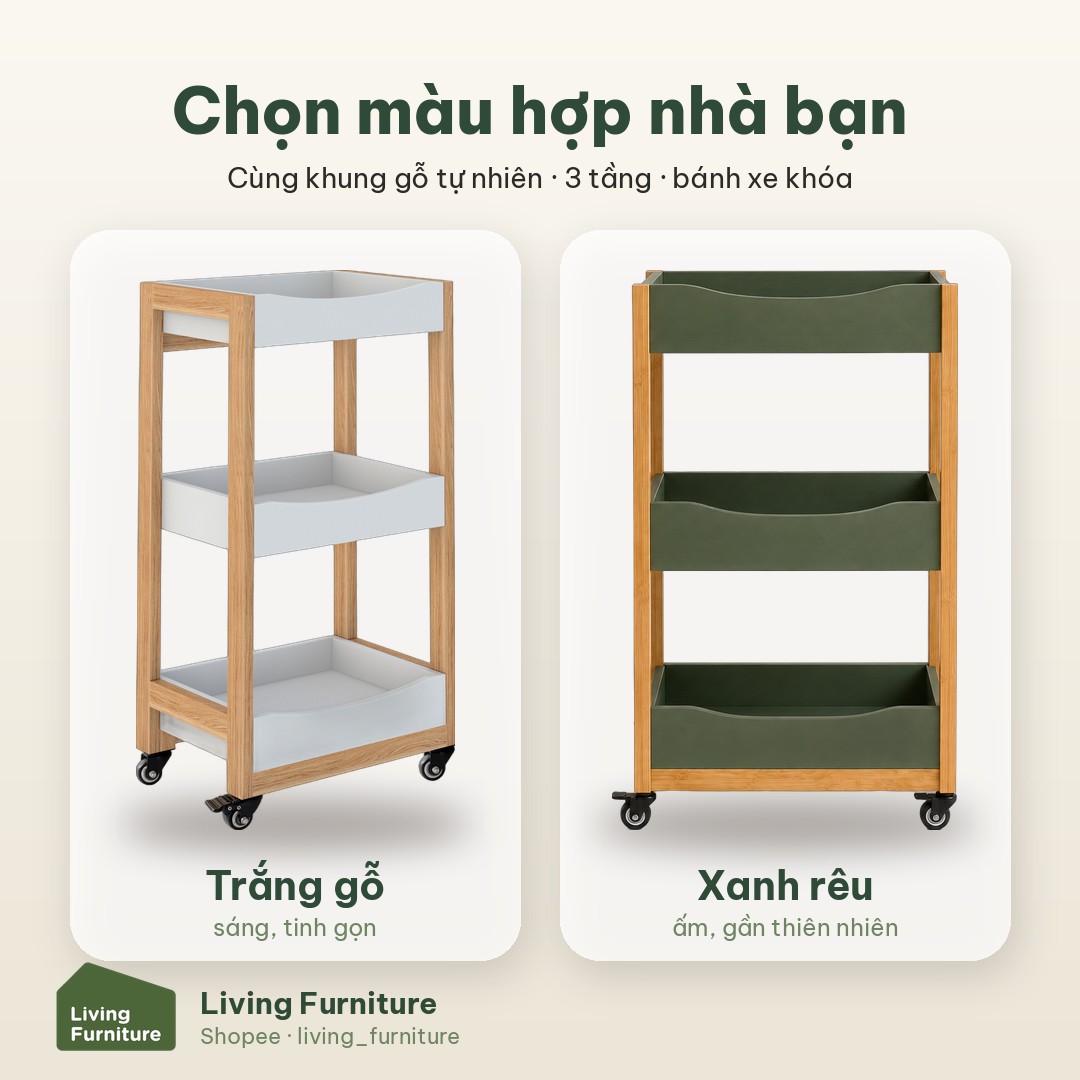 Chọn màu hợp nhà bạn
Cùng khung gỗ tự nhiên · 3 tầng · bánh xe khóa
Trắng gỗ
sáng, tinh gọn
Xanh rêu
ấm, gần thiên nhiên
Living
Furniture
Living Furniture
Shopee · living_furniture